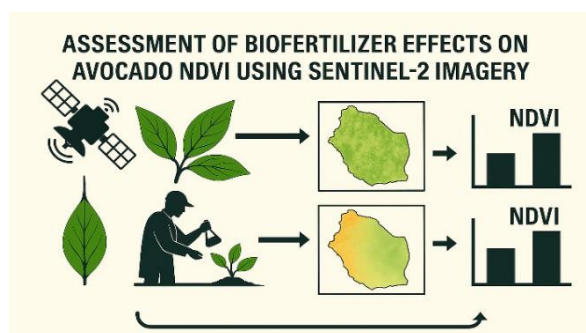 ASSESSMENT OF BIOFERTILIZER EFFECTS ON
AVOCADO NDVI USING SENTINEL-2 IMAGERY
NDVI
NDVI